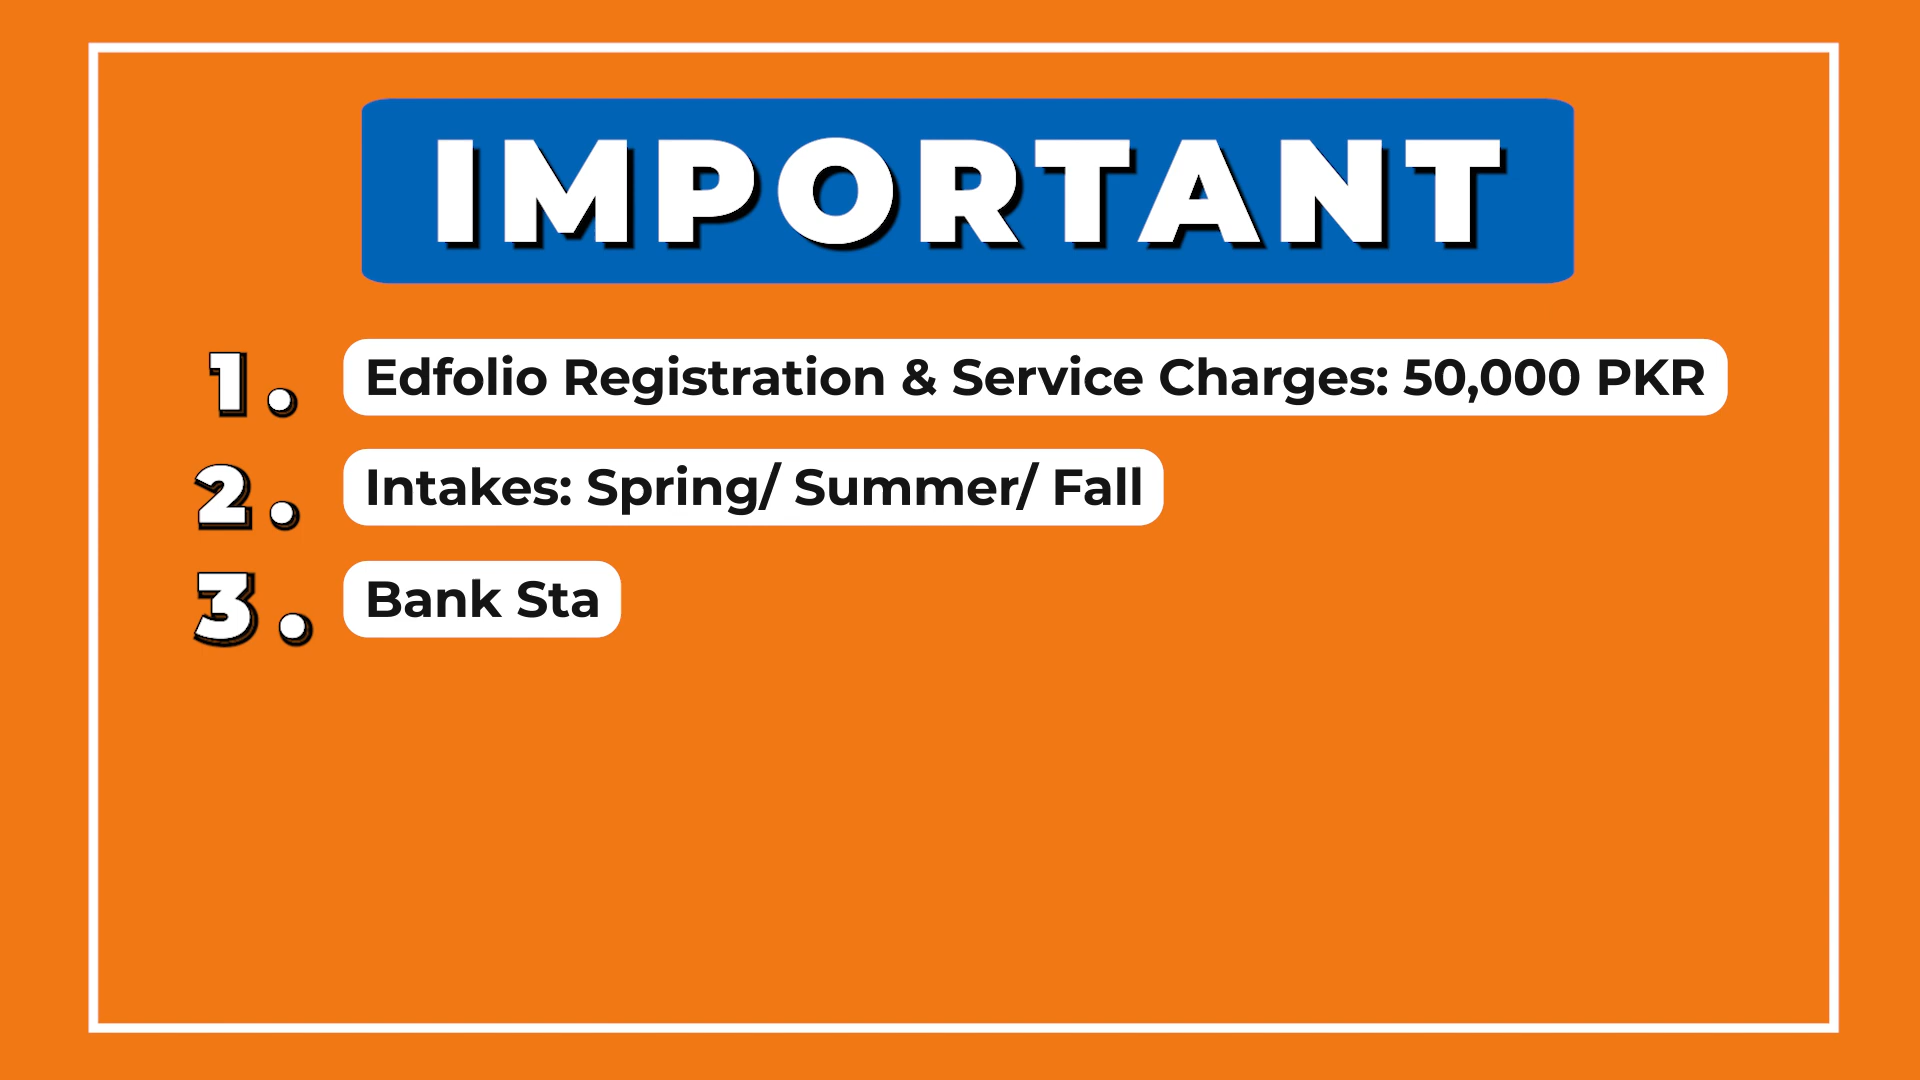 IMPORTANT
1. Edfolio Registration & Service Charges: 50,000 PKR
2. Intakes: Spring/ Summer/ Fall
3. Bank Sta